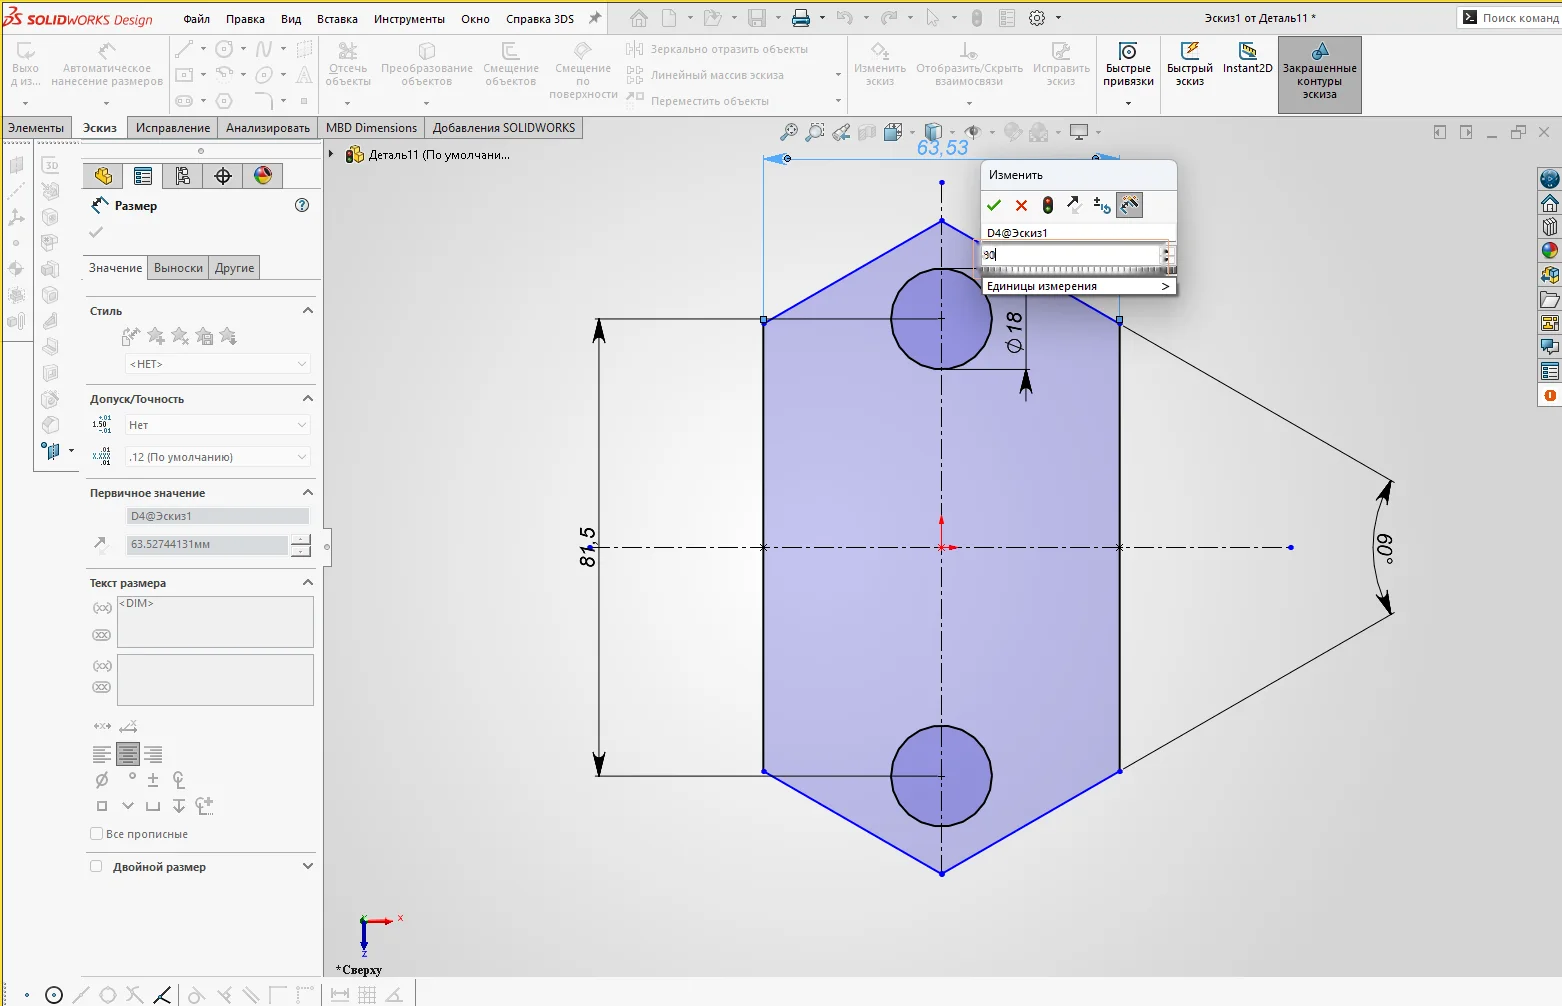 SOLIDWORKS Design
Файл Правка Вид Вставка Инструменты Окно Справка 3DS
Эскиз1 от Деталь11 *
Поиск команд
Выхо
д из...
Автоматическое
нанесение размеров
Отсечь
объекты
Преобразование
объектов
Смещение
объектов
Смещение
по
поверхности
Зеркально отразить объекты
Линейный массив эскиза
Переместить объекты
Изменить
эскиз
Отобразить/Скрыть
взаимосвязи
Исправить
эскиз
Быстрые
привязки
Быстрый
эскиз
Instant2D
Закрашенные
контуры
эскиза
Элементы Эскиз Исправление Анализировать MBD Dimensions Добавления SOLIDWORKS
Деталь11 (По умолчани...
Размер
Значение Выноски Другие
Стиль
<НЕТ>
Допуск/Точность
Нет
.12 (По умолчанию)
Первичное значение
D4@Эскиз1
63.52744131мм
Текст размера
<DIM>
Все прописные
Двойной размер
63,53
Изменить
D4@Эскиз1
90
Единицы измерения >
∅18
81,5
60°
x
z
*Сверху